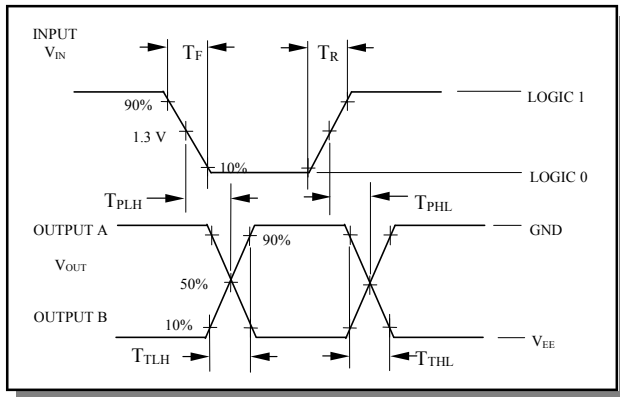 INPUT
VIN
TF
TR
90%
LOGIC 1
1.3 V
10%
LOGIC 0
TPLH
TPHL
OUTPUT A
90%
GND
VOUT
50%
OUTPUT B
10%
VEE
TTLH
TTHL